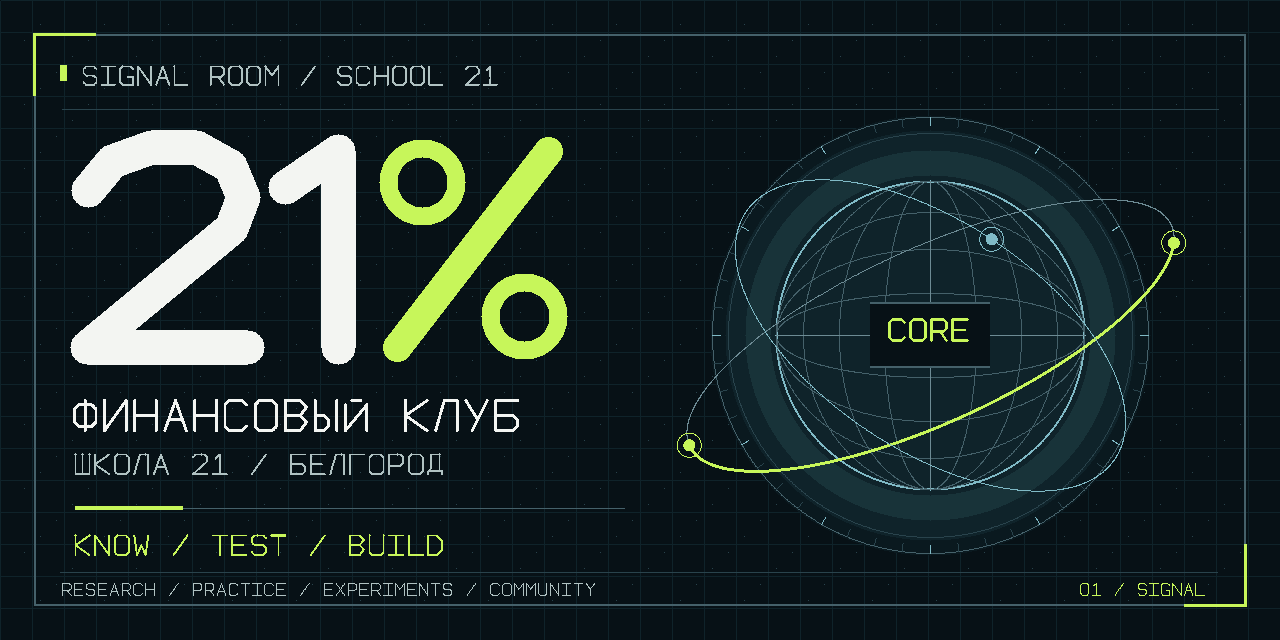 SIGNAL ROOM / SCHOOL 21
21%
ФИНАНСОВЫЙ КЛУБ
ШКОЛА 21 / БЕЛГОРОД
KNOW / TEST / BUILD
RESEARCH / PRACTICE / EXPERIMENTS / COMMUNITY
CORE
01 / SIGNAL